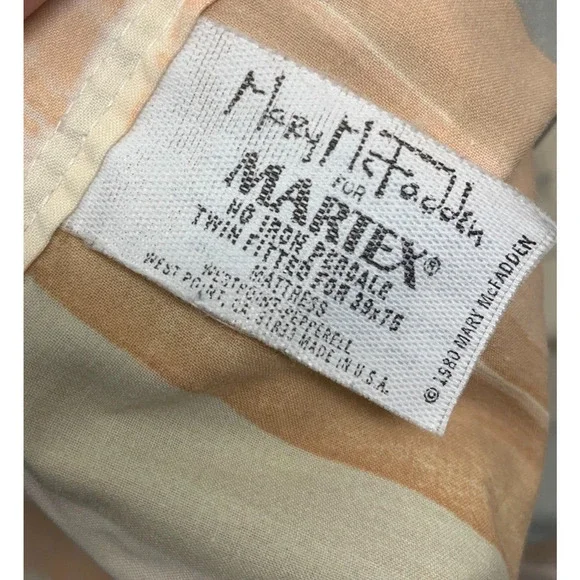 Mary McFadden
FOR
MARTEX®
NO IRON PERCALE
TWIN FITTED FOR 39x75
MATTRESS
WESTPOINT PEPPERELL
WEST POINT, GA. 31833 MADE IN U.S.A.
© 1980 MARY McFADDEN